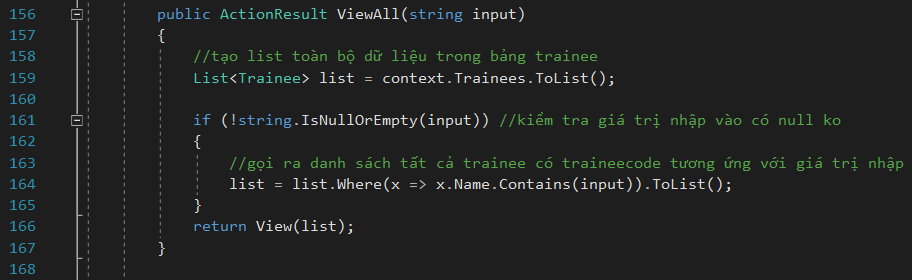 156 public ActionResult ViewAll(string input)
157 {
158 //tạo list toàn bộ dữ liệu trong bảng trainee
159 List<Trainee> list = context.Trainees.ToList();
160
161 if (!string.IsNullOrEmpty(input)) //kiểm tra giá trị nhập vào có null ko
162 {
163 //gọi ra danh sách tất cả trainee có traineecode tương ứng với giá trị nhập
164 list = list.Where(x => x.Name.Contains(input)).ToList();
165 }
166 return View(list);
167 }
168